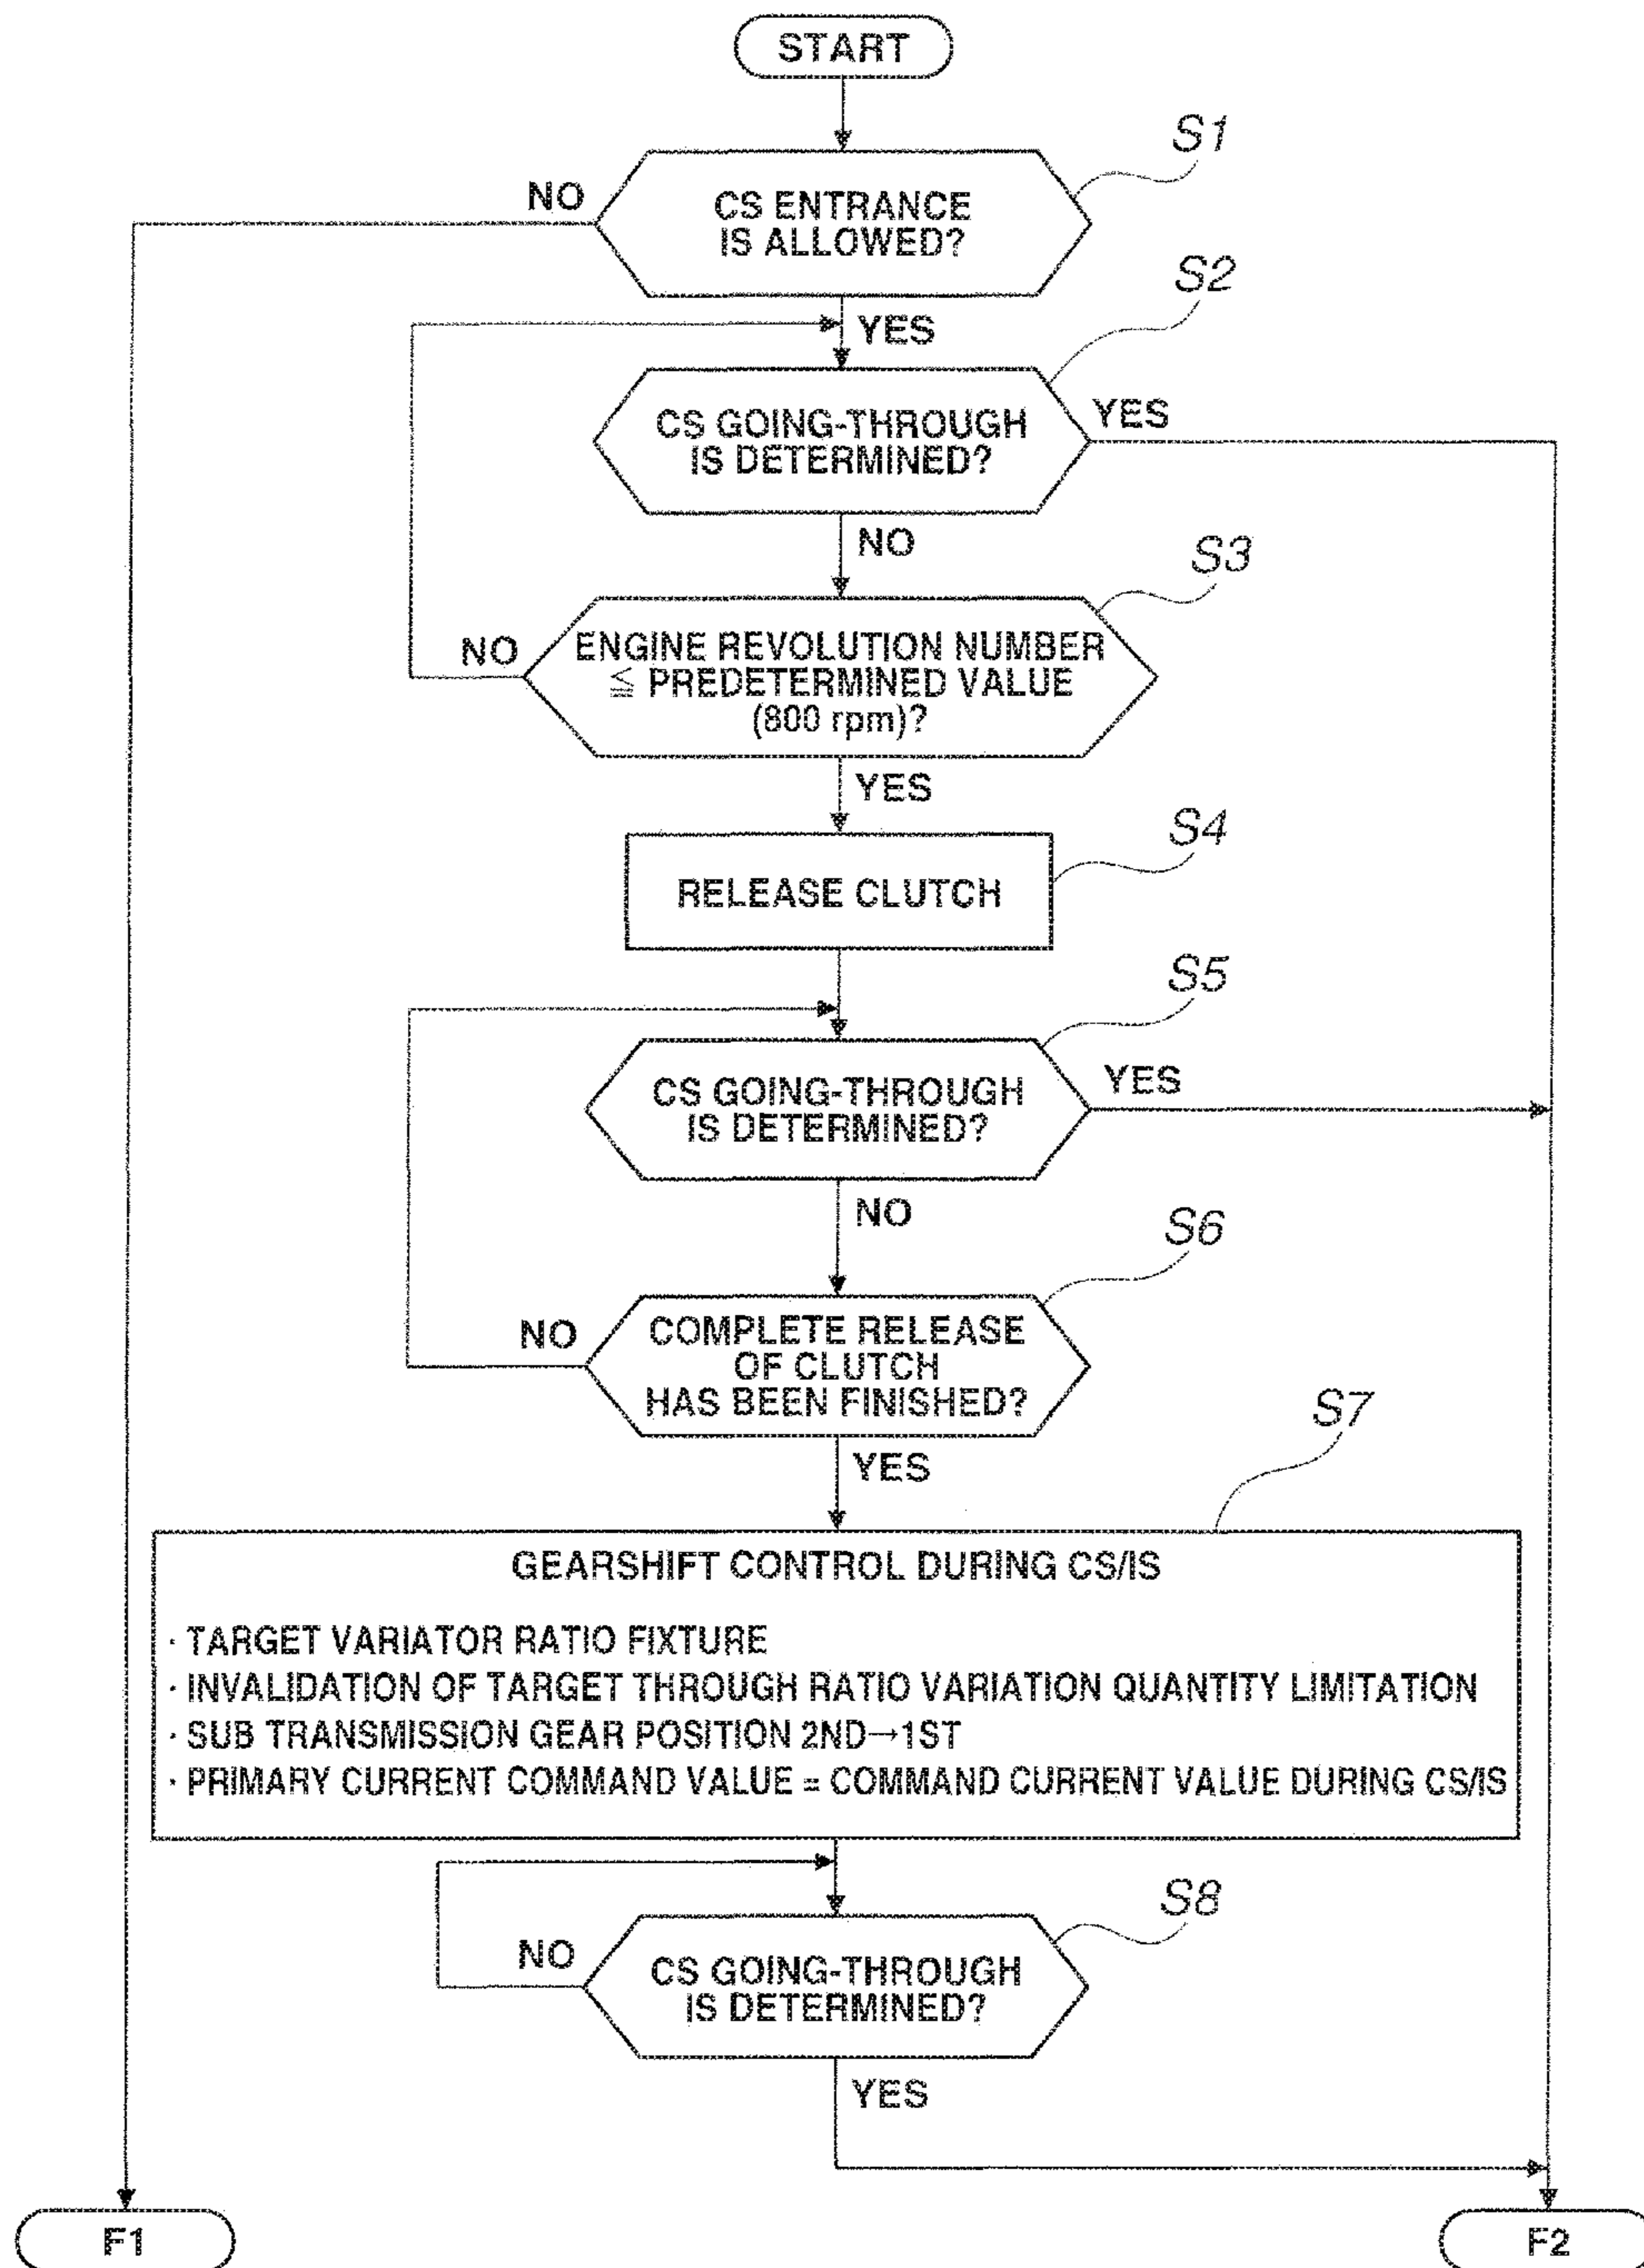 START
S1
NO
CS ENTRANCE
IS ALLOWED?
S2
YES
CS GOING-THROUGH
IS DETERMINED?
YES
NO
S3
NO
ENGINE REVOLUTION NUMBER
≦ PREDETERMINED VALUE
(800 rpm)?
YES
S4
RELEASE CLUTCH
S5
CS GOING-THROUGH
IS DETERMINED?
YES
NO
S6
NO
COMPLETE RELEASE
OF CLUTCH
HAS BEEN FINISHED?
S7
YES
GEARSHIFT CONTROL DURING CS/IS
· TARGET VARIATOR RATIO FIXTURE
· INVALIDATION OF TARGET THROUGH RATIO VARIATION QUANTITY LIMITATION
· SUB TRANSMISSION GEAR POSITION 2ND→1ST
· PRIMARY CURRENT COMMAND VALUE = COMMAND CURRENT VALUE DURING CS/IS
S8
NO
CS GOING-THROUGH
IS DETERMINED?
YES
F1
F2